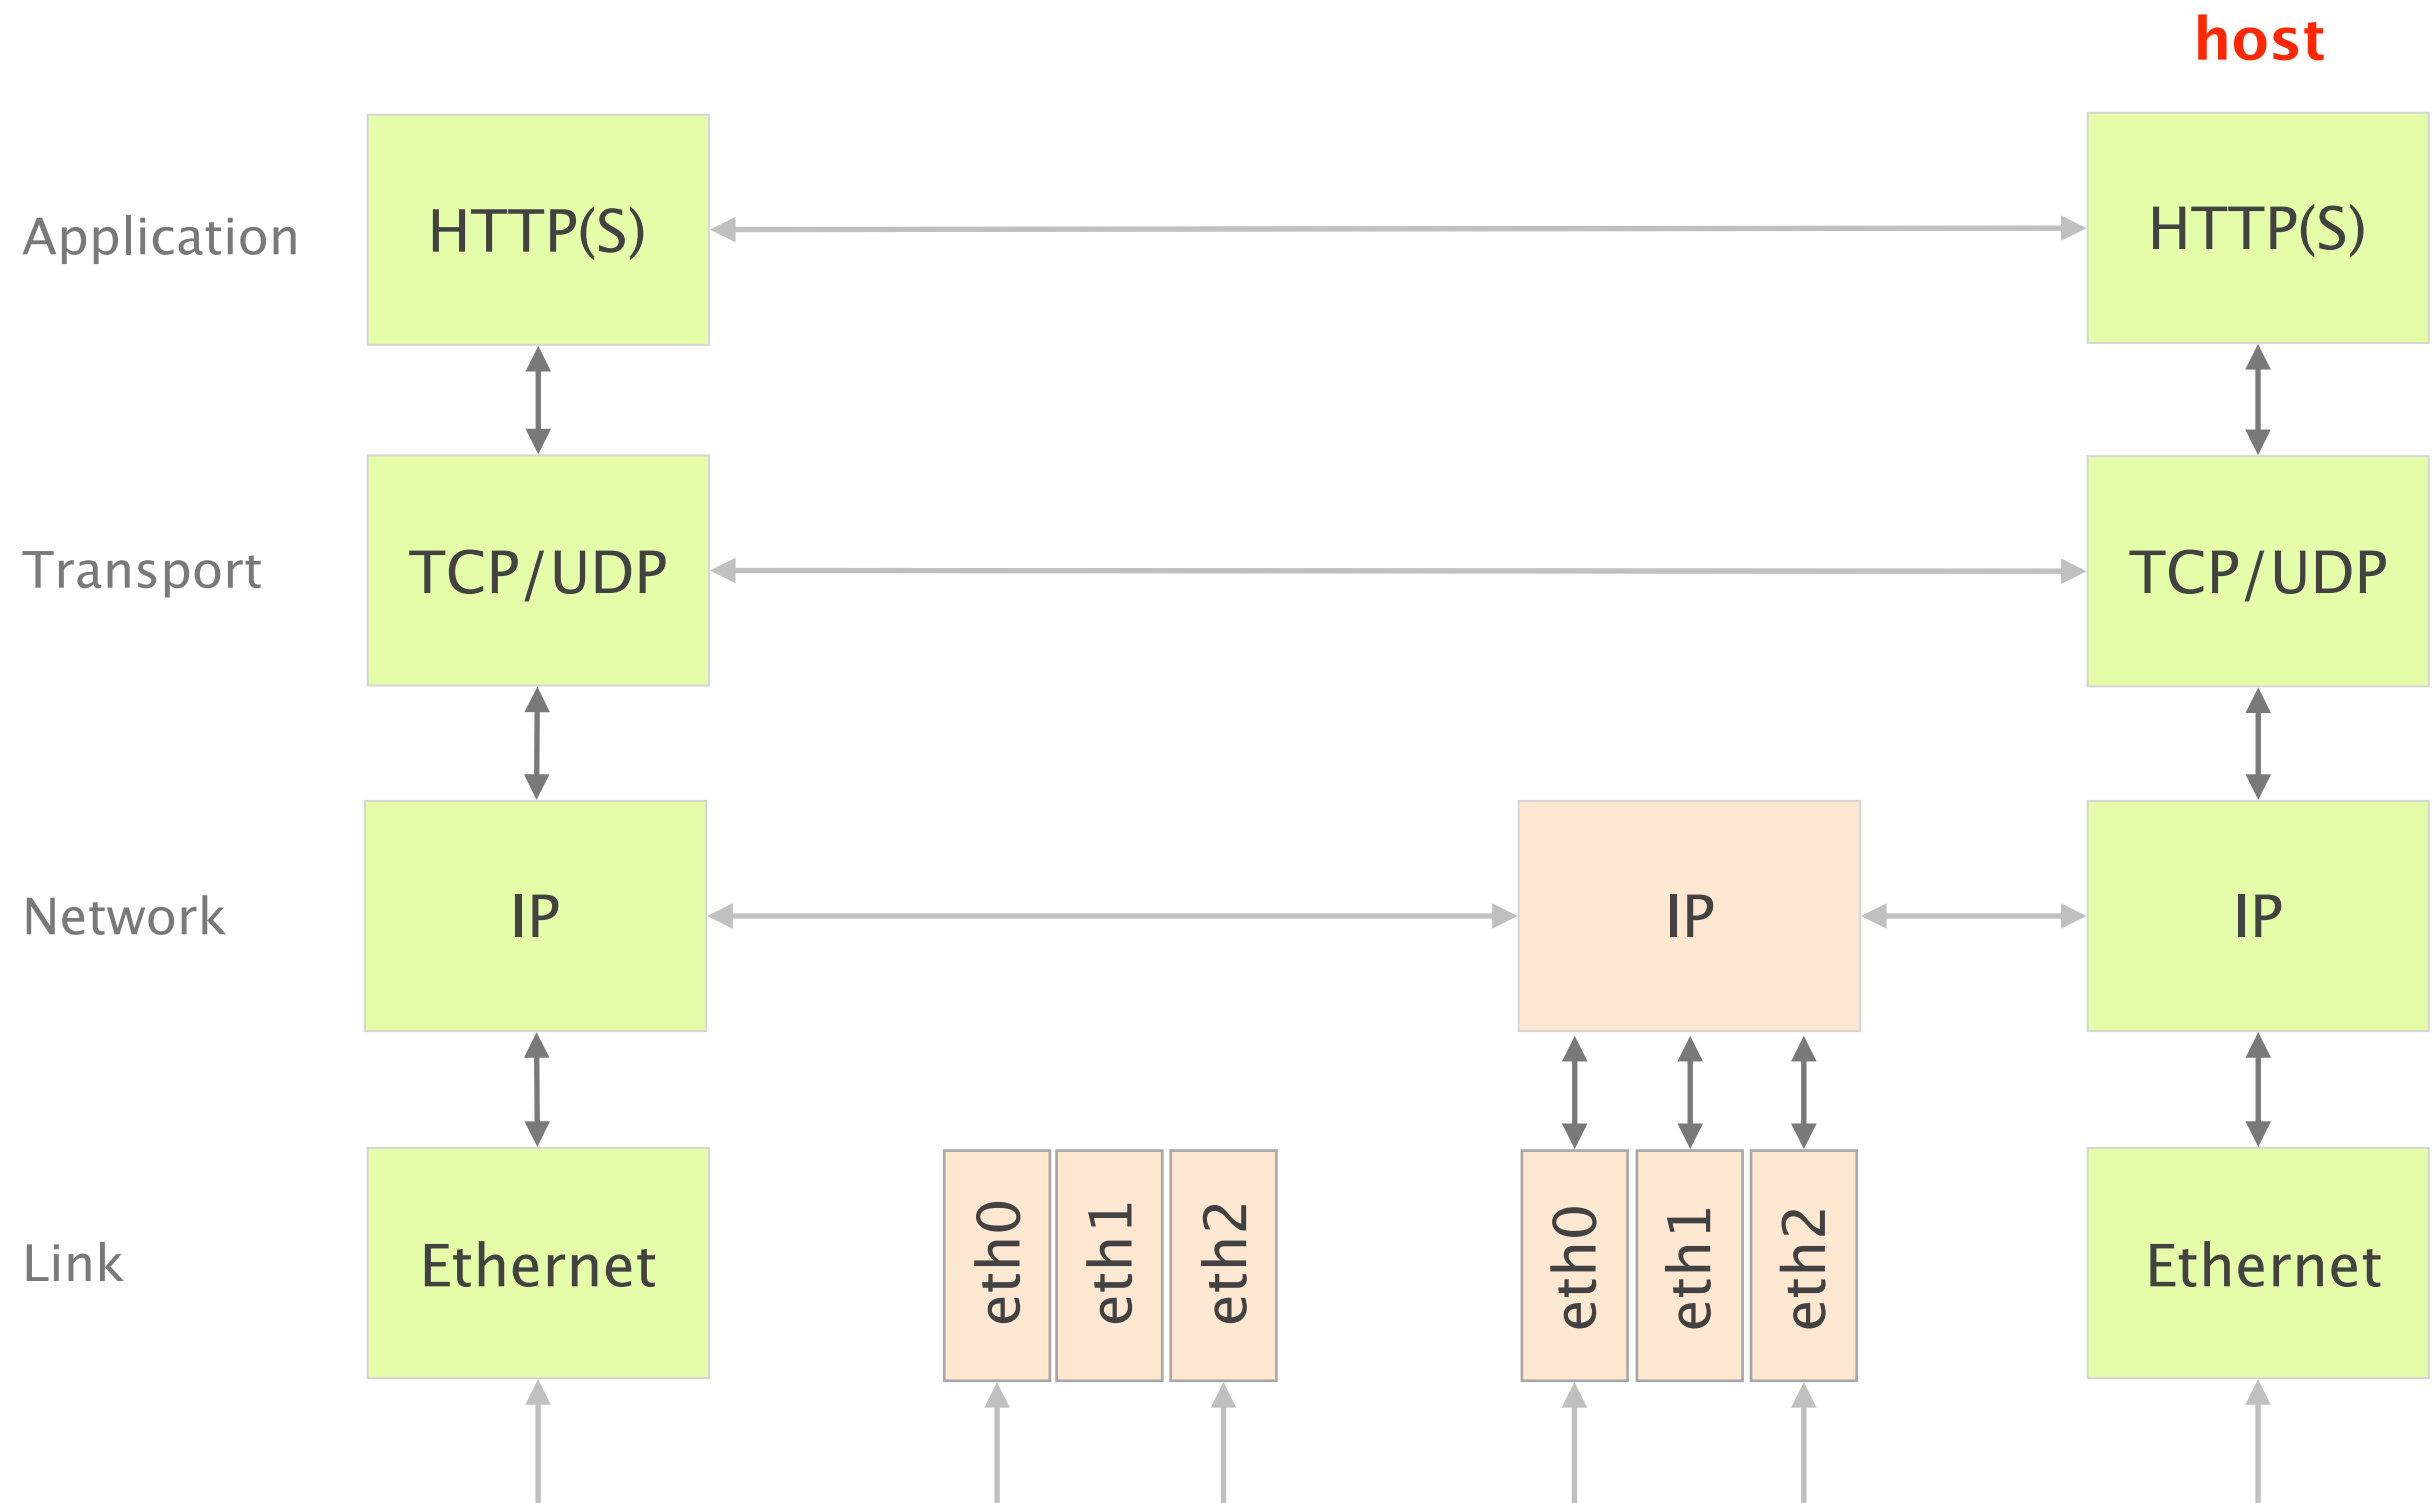 host
Application
HTTP(S)
HTTP(S)
Transport
TCP/UDP
TCP/UDP
Network
IP
IP
IP
Link
Ethernet
eth0
eth1
eth2
eth0
eth1
eth2
Ethernet